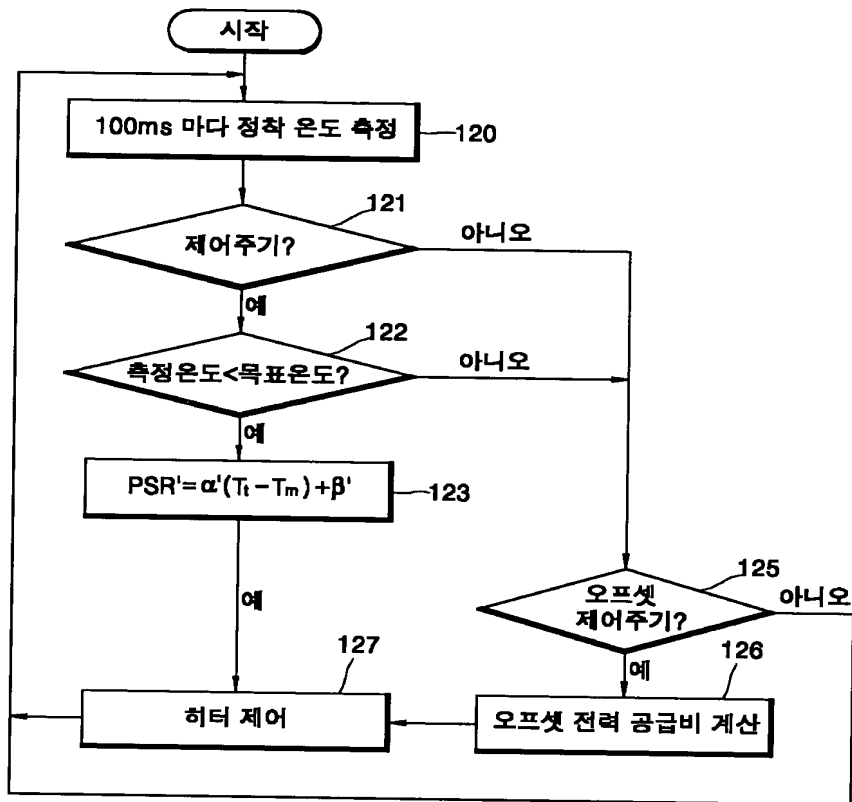 시작
100ms 마다 정착 온도 측정
120
121
제어주기?
아니오
예
122
측정온도<목표온도?
아니오
예
PSR'=α'(Tt-Tm)+β'
123
예
125
오프셋
제어주기?
아니오
예
127
히터 제어
126
오프셋 전력 공급비 계산